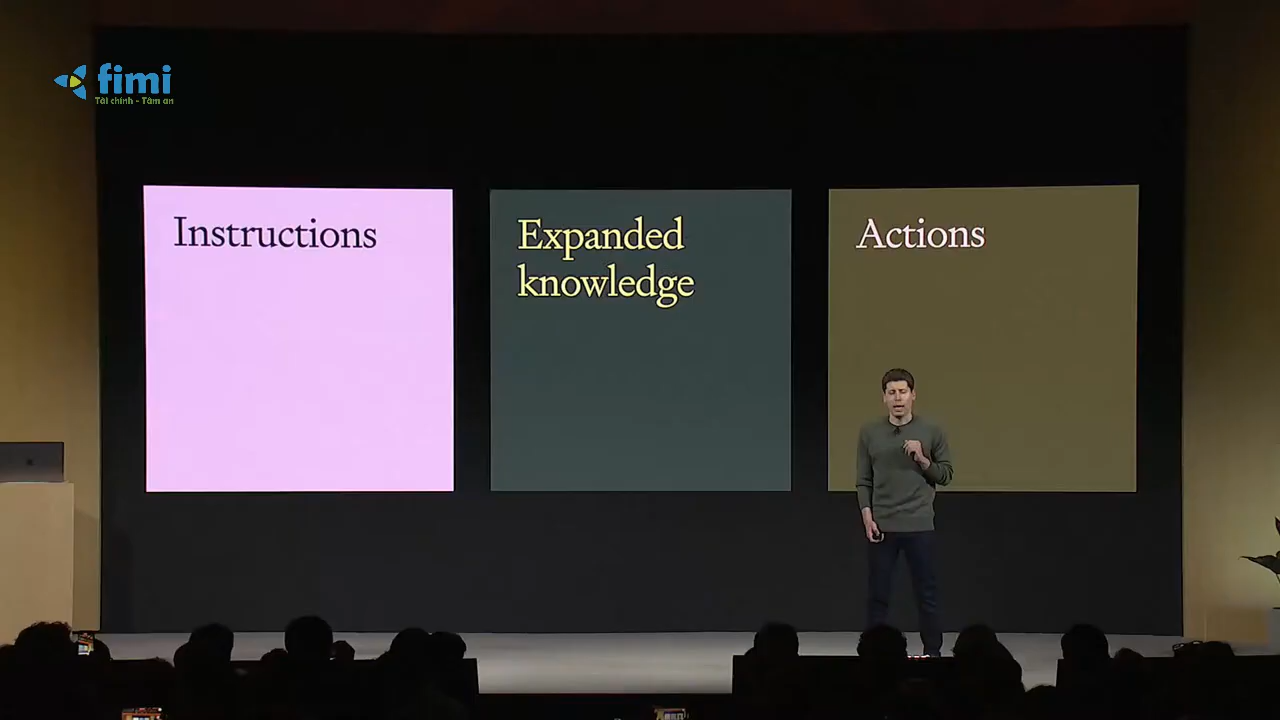 fimi
Tài chính - Tâm an
Instructions
Expanded
knowledge
Actions